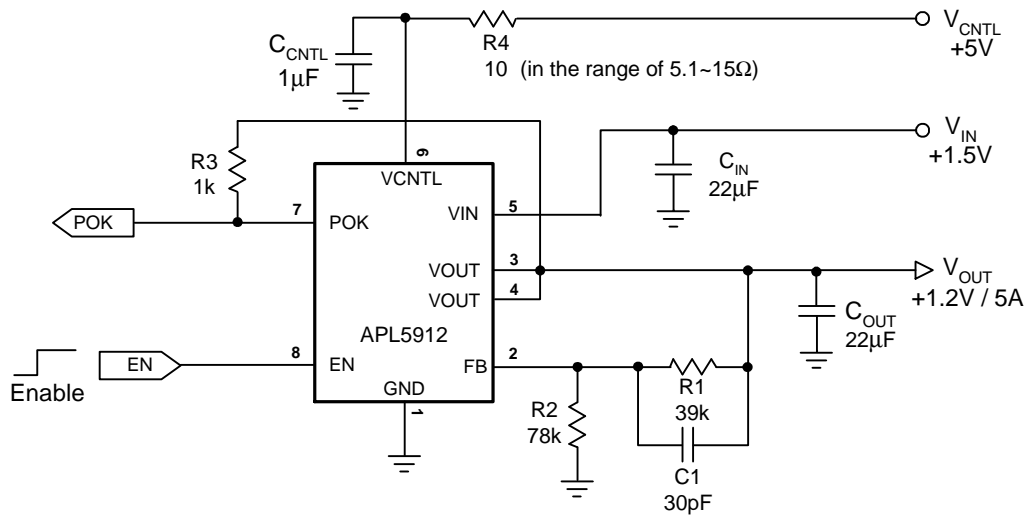 C_CNTL
1μF
R4
10 (in the range of 5.1~15Ω)
V_CNTL
+5V
R3
1k
6
VCNTL
C_IN
22μF
V_IN
+1.5V
POK
7
POK
VIN
5
VOUT
3
VOUT
4
V_OUT
+1.2V / 5A
C_OUT
22μF
APL5912
Enable
EN
8
EN
FB
2
GND
1
R2
78k
R1
39k
C1
30pF